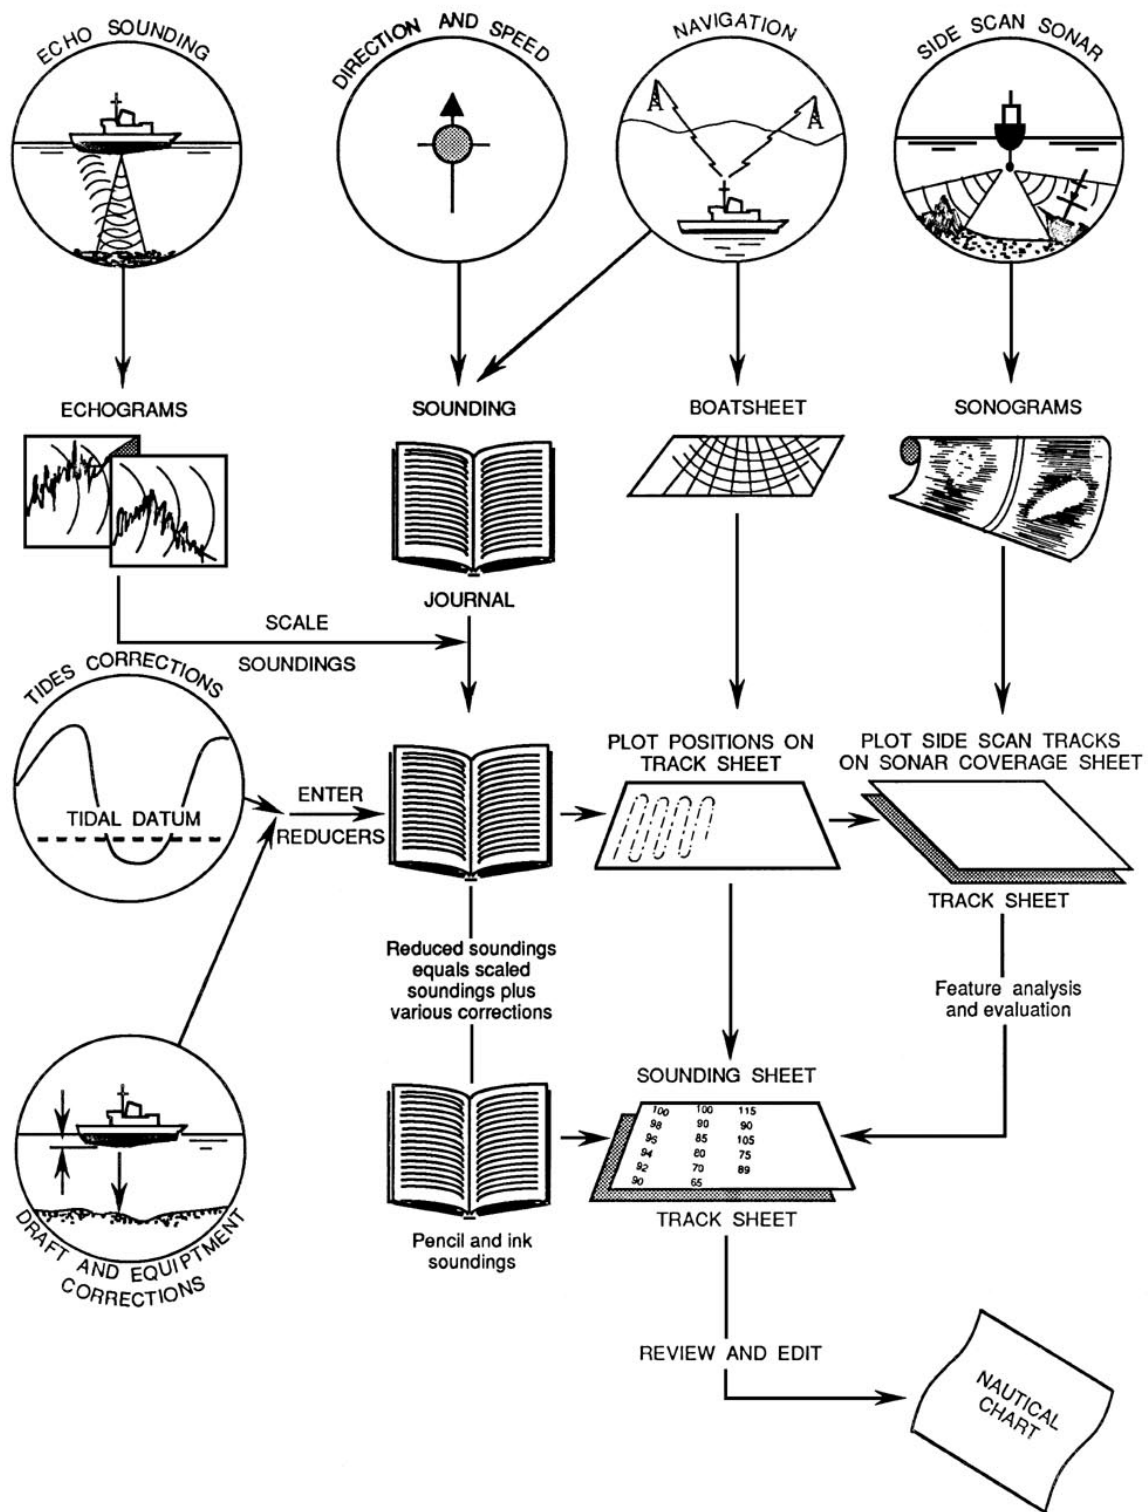 ECHO SOUNDING
DIRECTION AND SPEED
NAVIGATION
SIDE SCAN SONAR
ECHOGRAMS
SOUNDING
BOATSHEET
SONOGRAMS
JOURNAL
SCALE
SOUNDINGS
TIDES CORRECTIONS
TIDAL DATUM
ENTER
REDUCERS
PLOT POSITIONS ON
TRACK SHEET
PLOT SIDE SCAN TRACKS
ON SONAR COVERAGE SHEET
TRACK SHEET
Reduced soundings
equals scaled
soundings plus
various corrections
Feature analysis
and evaluation
SOUNDING SHEET
100 100 115
98 90 90
95 85 105
94 80 75
92 70 89
90 65
TRACK SHEET
DRAFT AND EQUIPTMENT
CORRECTIONS
Pencil and ink
soundings
REVIEW AND EDIT
NAUTICAL
CHART